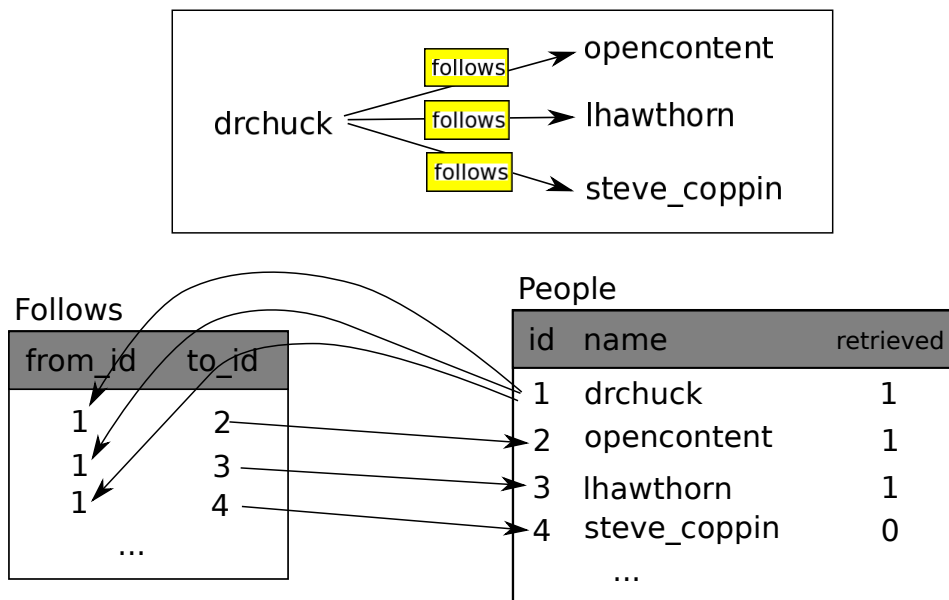 opencontent
follows
lhawthorn
follows
drchuck
follows
steve_coppin
Follows
from_id to_id
1 2
1 3
1 4
...
People
id name retrieved
1 drchuck 1
2 opencontent 1
3 lhawthorn 1
4 steve_coppin 0
...